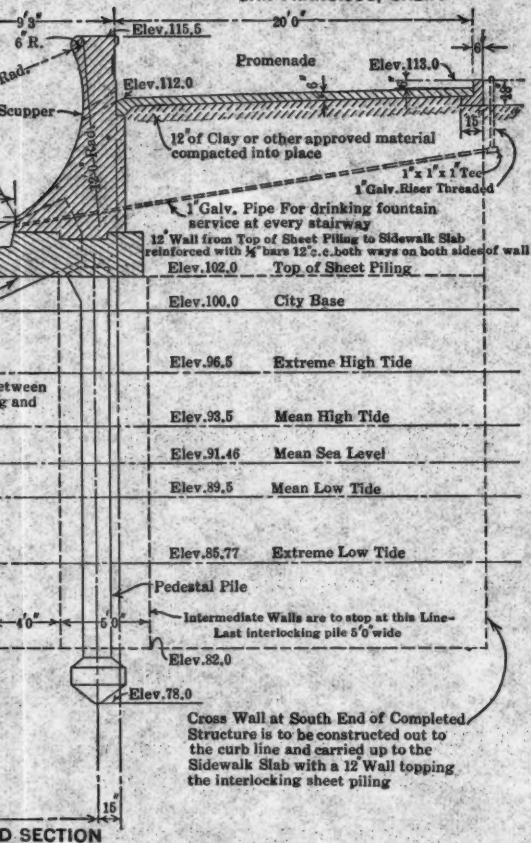 9'3"
20'0"
Elev.115.5
6"R.
Promenade
Elev.113.0
6"
Rad.
Elev.112.0
6"
Scupper
12"of Clay or other approved material
compacted into place
15"
1"x 1"x 1"Tee
1"Galv. Riser Threaded
1"Galv. Pipe For drinking fountain
service at every stairway
12"Wall from Top of Sheet Piling to Sidewalk Slab
reinforced with bars 12"c.c.both ways on both sides of wall
Elev.102.0 Top of Sheet Piling
Elev.100.0 City Base
Elev.96.5 Extreme High Tide
etween
g and
Elev.93.5 Mean High Tide
Elev.91.46 Mean Sea Level
Elev.89.5 Mean Low Tide
Elev.85.77 Extreme Low Tide
Pedestal Pile
4'0"
Intermediate Walls are to stop at this Line-
Last interlocking pile 5'0"wide
Elev.82.0
Elev.78.0
Cross Wall at South End of Completed
Structure is to be constructed out to
the curb line and carried up to the
Sidewalk Slab with a 12"Wall topping
the interlocking sheet piling
15"
D SECTION